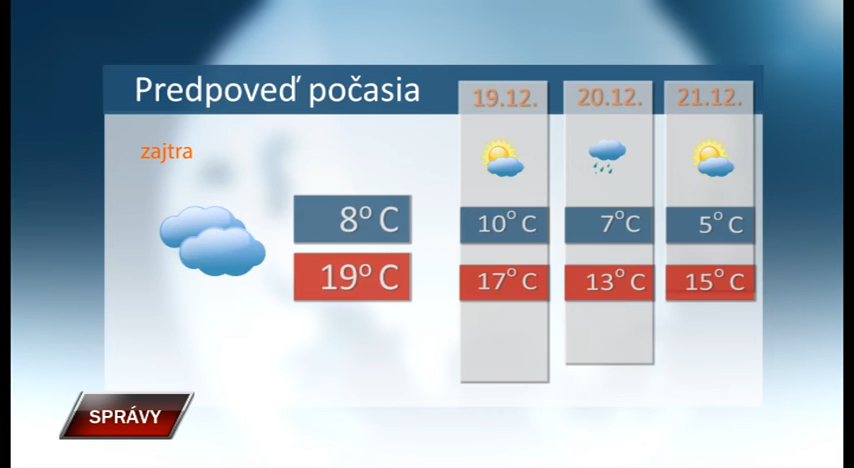 Predpoveď počasia
zajtra
8° C
19° C
19.12.
10° C
17° C
20.12.
7°C
13° C
21.12.
5° C
15° C
SPRÁVY